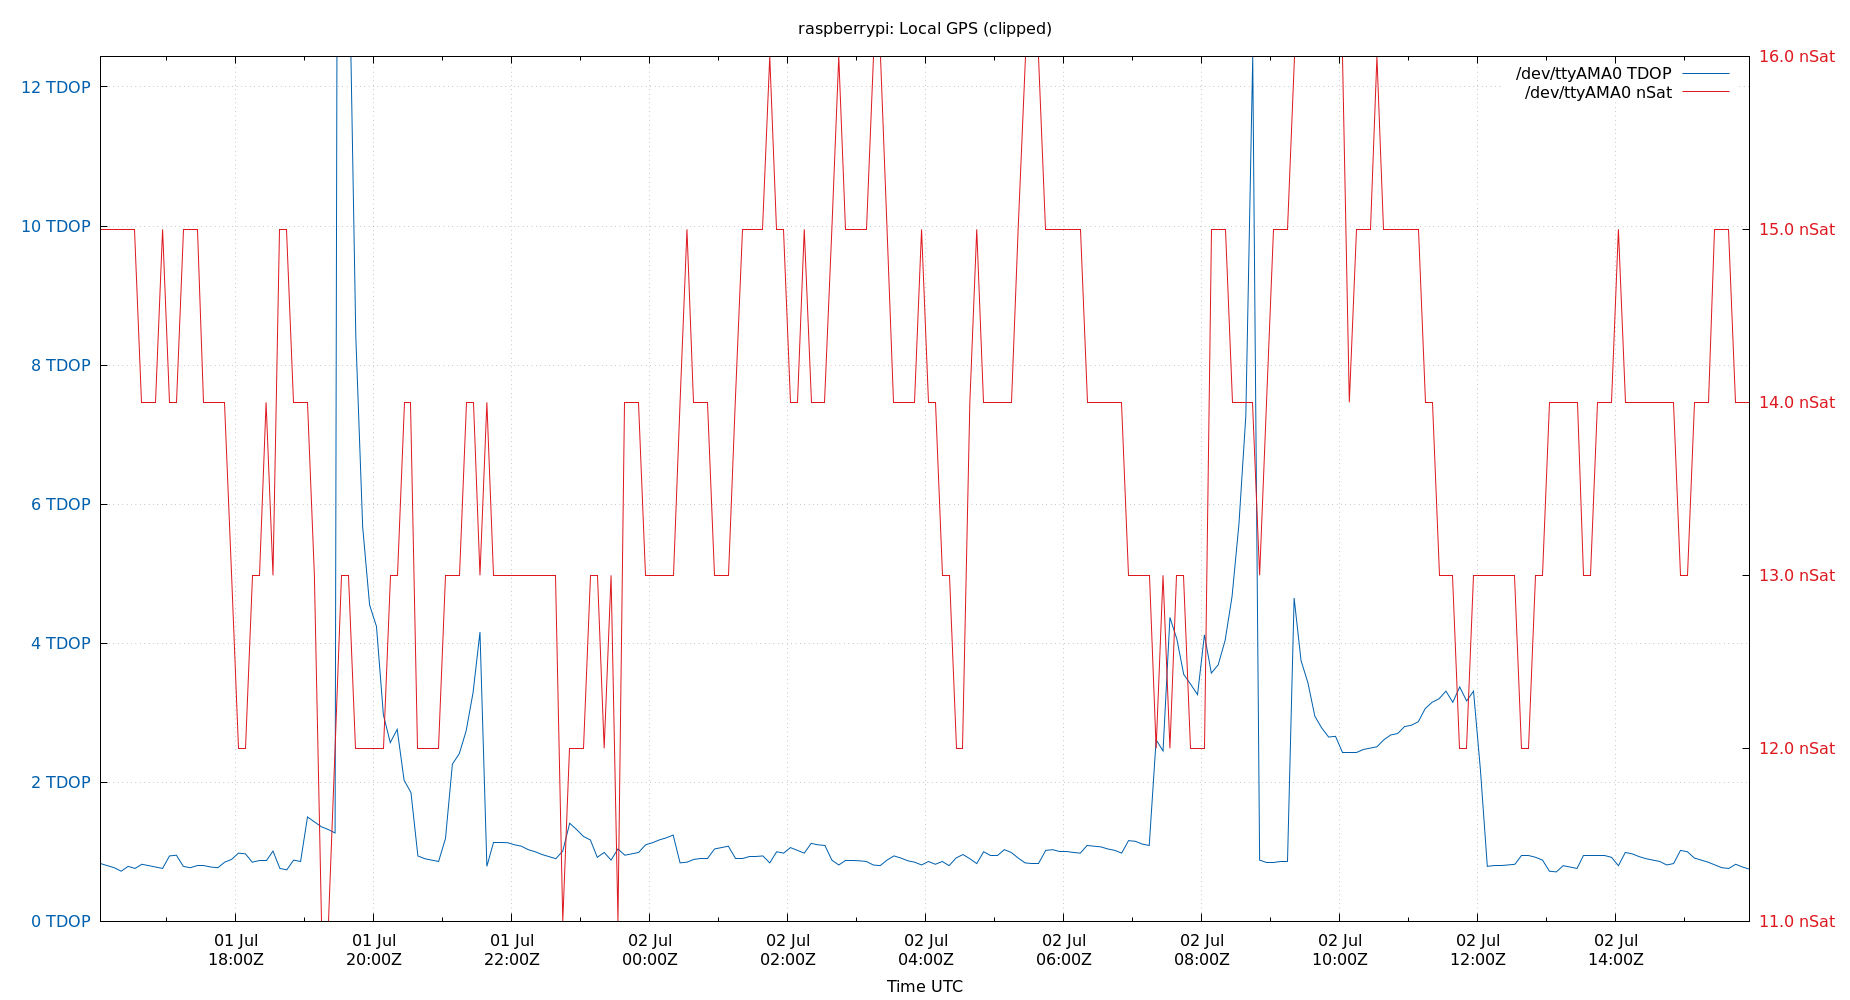 raspberrypi: Local GPS (clipped)
/dev/ttyAMA0 TDOP
/dev/ttyAMA0 nSat
12 TDOP
10 TDOP
8 TDOP
6 TDOP
4 TDOP
2 TDOP
0 TDOP
16.0 nSat
15.0 nSat
14.0 nSat
13.0 nSat
12.0 nSat
11.0 nSat
01 Jul
18:00Z
01 Jul
20:00Z
01 Jul
22:00Z
02 Jul
00:00Z
02 Jul
02:00Z
02 Jul
04:00Z
02 Jul
06:00Z
02 Jul
08:00Z
02 Jul
10:00Z
02 Jul
12:00Z
02 Jul
14:00Z
Time UTC